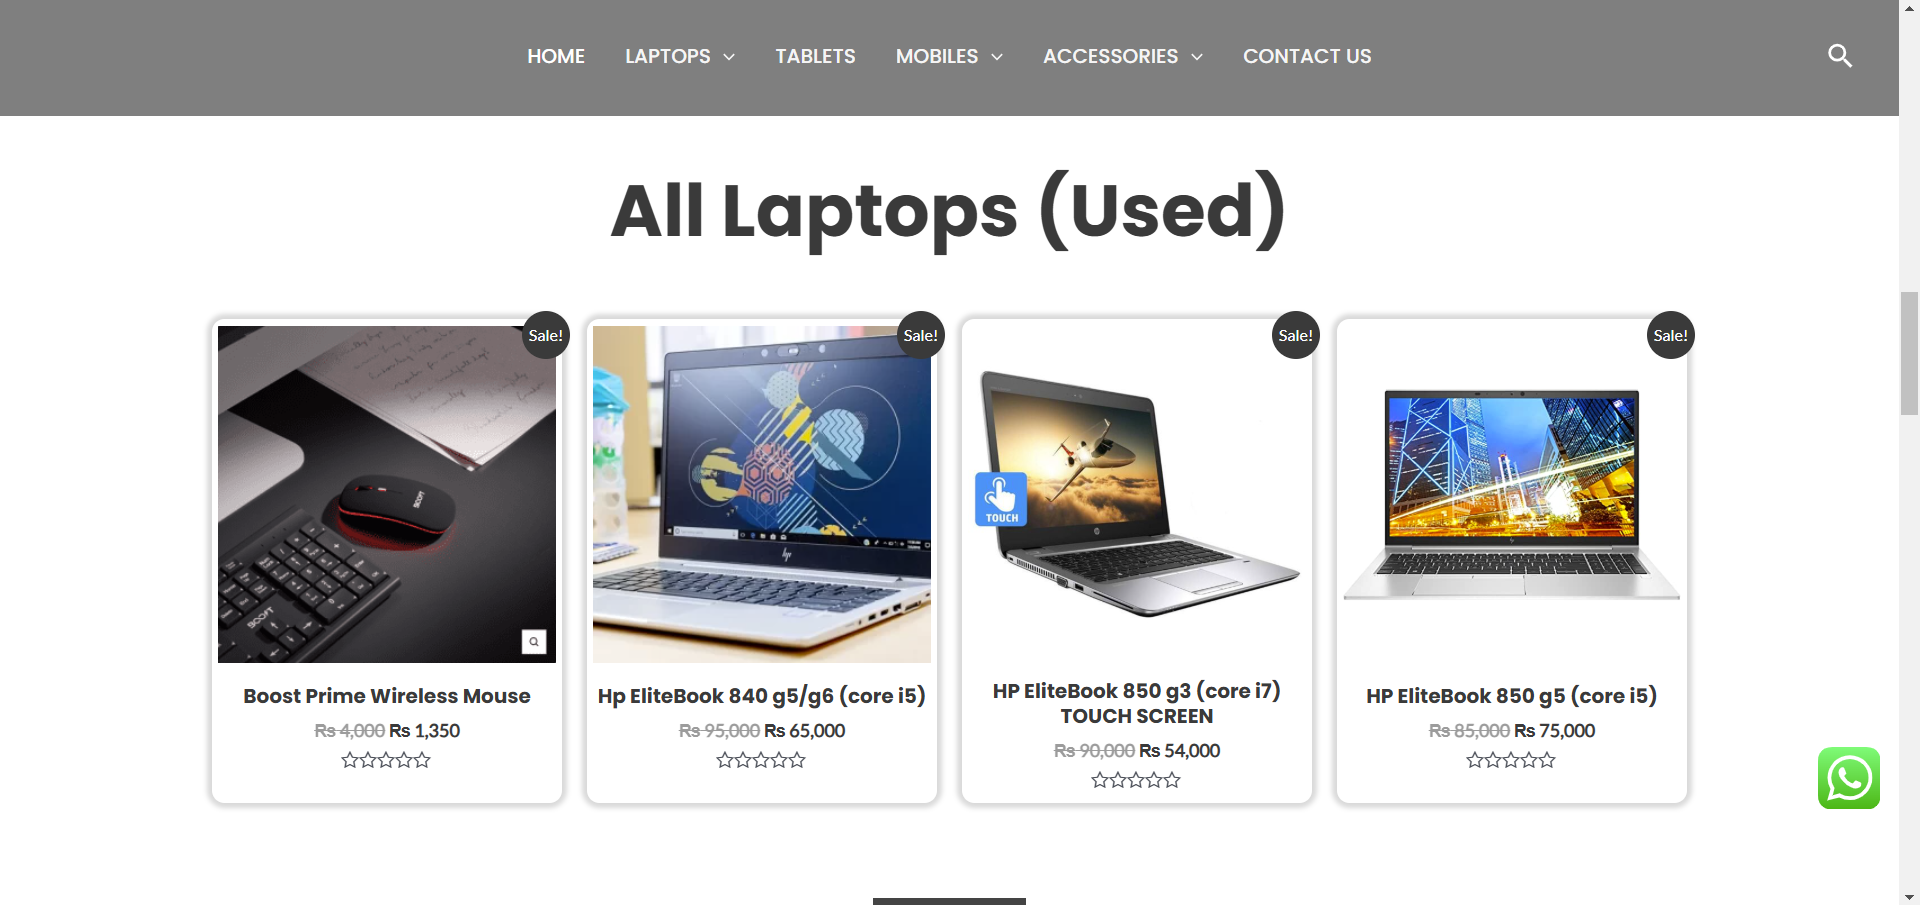 HOME LAPTOPS TABLETS MOBILES ACCESSORIES CONTACT US
All Laptops (Used)
Sale!
Sale!
Sale!
Sale!
BOOST
BOOST
hp
TOUCH
Boost Prime Wireless Mouse
Rs 4,000 Rs 1,350
Hp EliteBook 840 g5/g6 (core i5)
Rs 95,000 Rs 65,000
HP EliteBook 850 g3 (core i7)
TOUCH SCREEN
Rs 90,000 Rs 54,000
HP EliteBook 850 g5 (core i5)
Rs 85,000 Rs 75,000